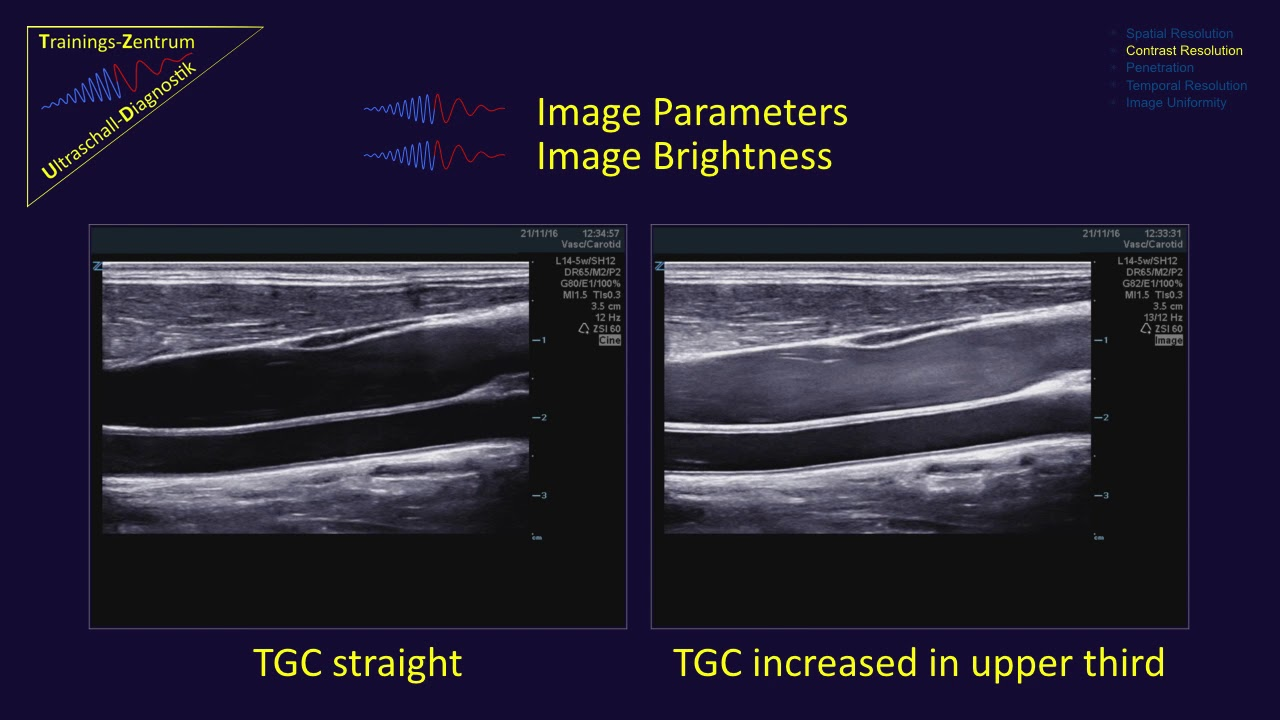 Trainings-Zentrum
Ultraschall-Diagnostik
Spatial Resolution
Contrast Resolution
Penetration
Temporal Resolution
Image Uniformity
Image Parameters
Image Brightness
21/11/16 12:34:57
Vasc/Carotid
Z
L14-5w/SH12
DR65/M2/P2
G80/E1/100%
MI1.5 TIs0.3
3.5 cm
12 Hz
ZSI 60
Cine
1
2
3
cm
21/11/16 12:33:31
Vasc/Carotid
Z
L14-5w/SH12
DR65/M2/P2
G82/E1/100%
MI1.5 TIs0.3
3.5 cm
13/12 Hz
ZSI 60
Image
1
2
3
cm
TGC straight
TGC increased in upper third